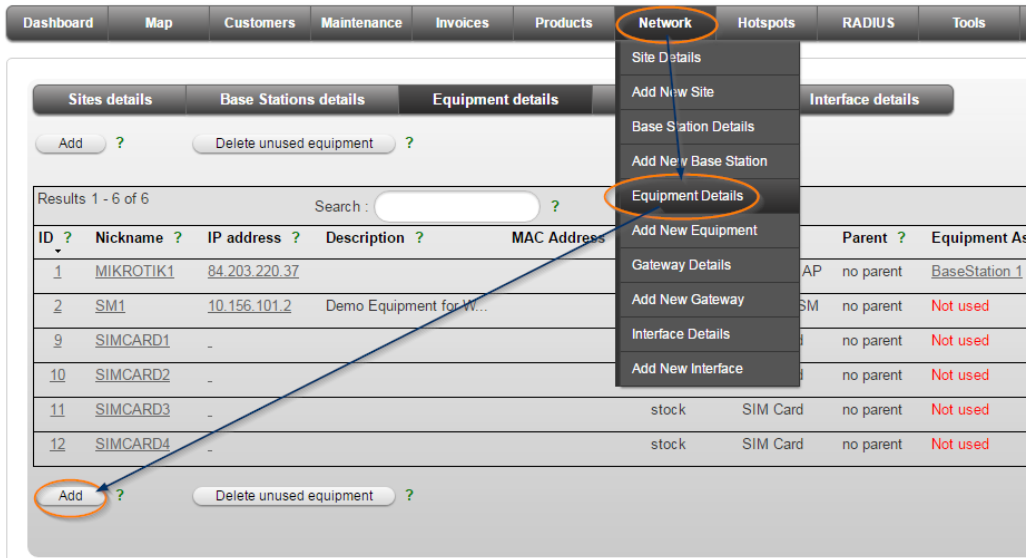 Dashboard Map Customers Maintenance Invoices Products Network Hotspots RADIUS Tools
Site Details
Add New Site
Base Station Details
Add New Base Station
Equipment Details
Add New Equipment
Gateway Details
Add New Gateway
Interface Details
Add New Interface
Sites details Base Stations details Equipment details Interface details
Add ? Delete unused equipment ?
Results 1 - 6 of 6 Search : ?
ID ? Nickname ? IP address ? Description ? MAC Address Parent ? Equipment As
1 MIKROTIK1 84.203.220.37 AP no parent BaseStation 1
2 SM1 10.156.101.2 Demo Equipment for W... SM no parent Not used
9 SIMCARD1 - no parent Not used
10 SIMCARD2 - no parent Not used
11 SIMCARD3 - stock SIM Card no parent Not used
12 SIMCARD4 - stock SIM Card no parent Not used
Add ? Delete unused equipment ?